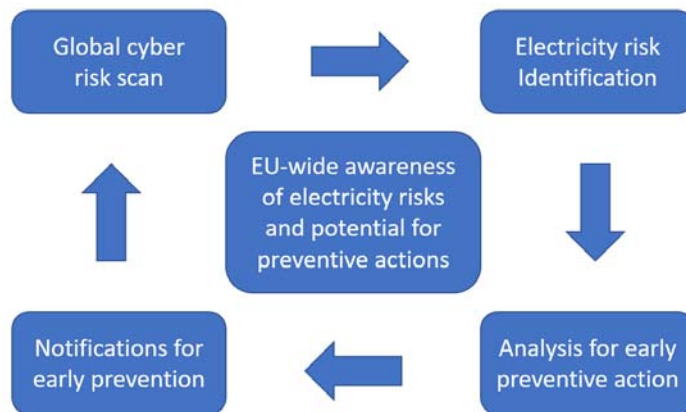 Global cyber
risk scan
Electricity risk
Identification
EU-wide awareness
of electricity risks
and potential for
preventive actions
Notifications for
early prevention
Analysis for early
preventive action